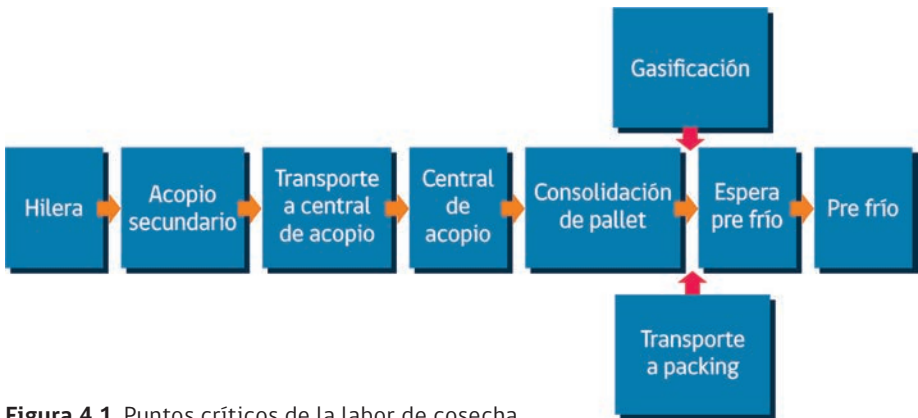 Gasificación
Hilera
Acopio
secundario
Transporte
a central
de acopio
Central
de
acopio
Consolidación
de pallet
Espera
pre frío
Pre frío
Transporte
a packing
Figura 4.1. Puntos críticos de la labor de cosecha